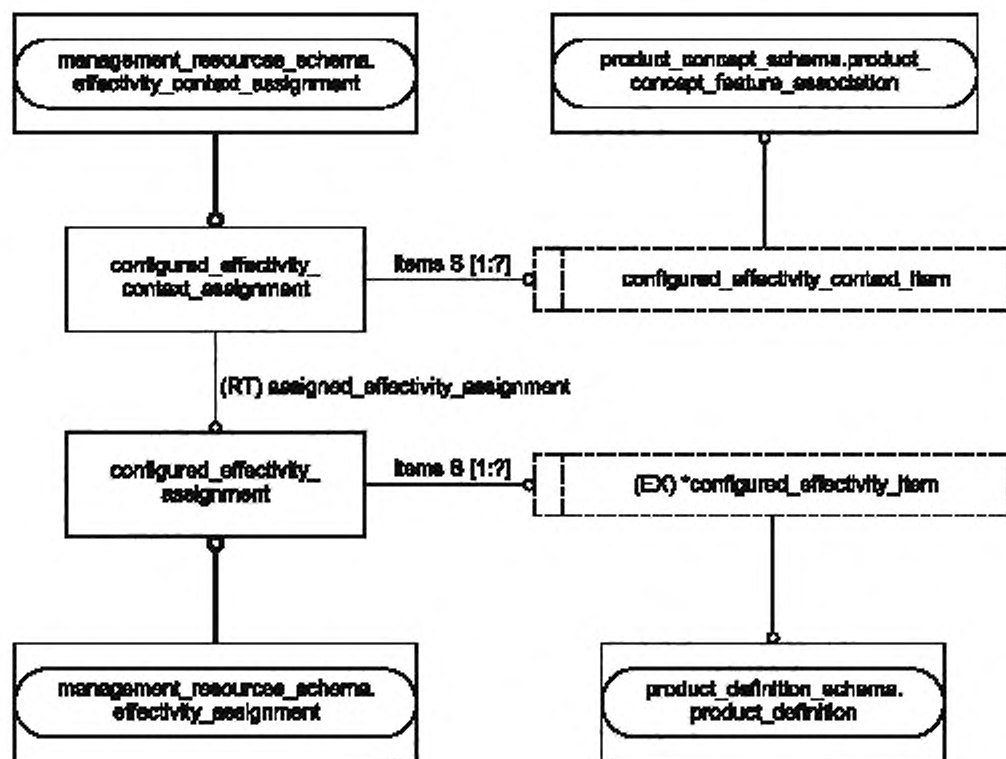 management_resources_schema.
effectivity_context_assignment
product_concept_schema.product_
concept_feature_association
configured_effectivity_
context_assignment
Items S [1:?]
configured_effectivity_context_item
(RT) assigned_effectivity_assignment
configured_effectivity_
assignment
Items S [1:?]
(EX) *configured_effectivity_item
management_resources_schema.
effectivity_assignment
product_definition_schema.
product_definition